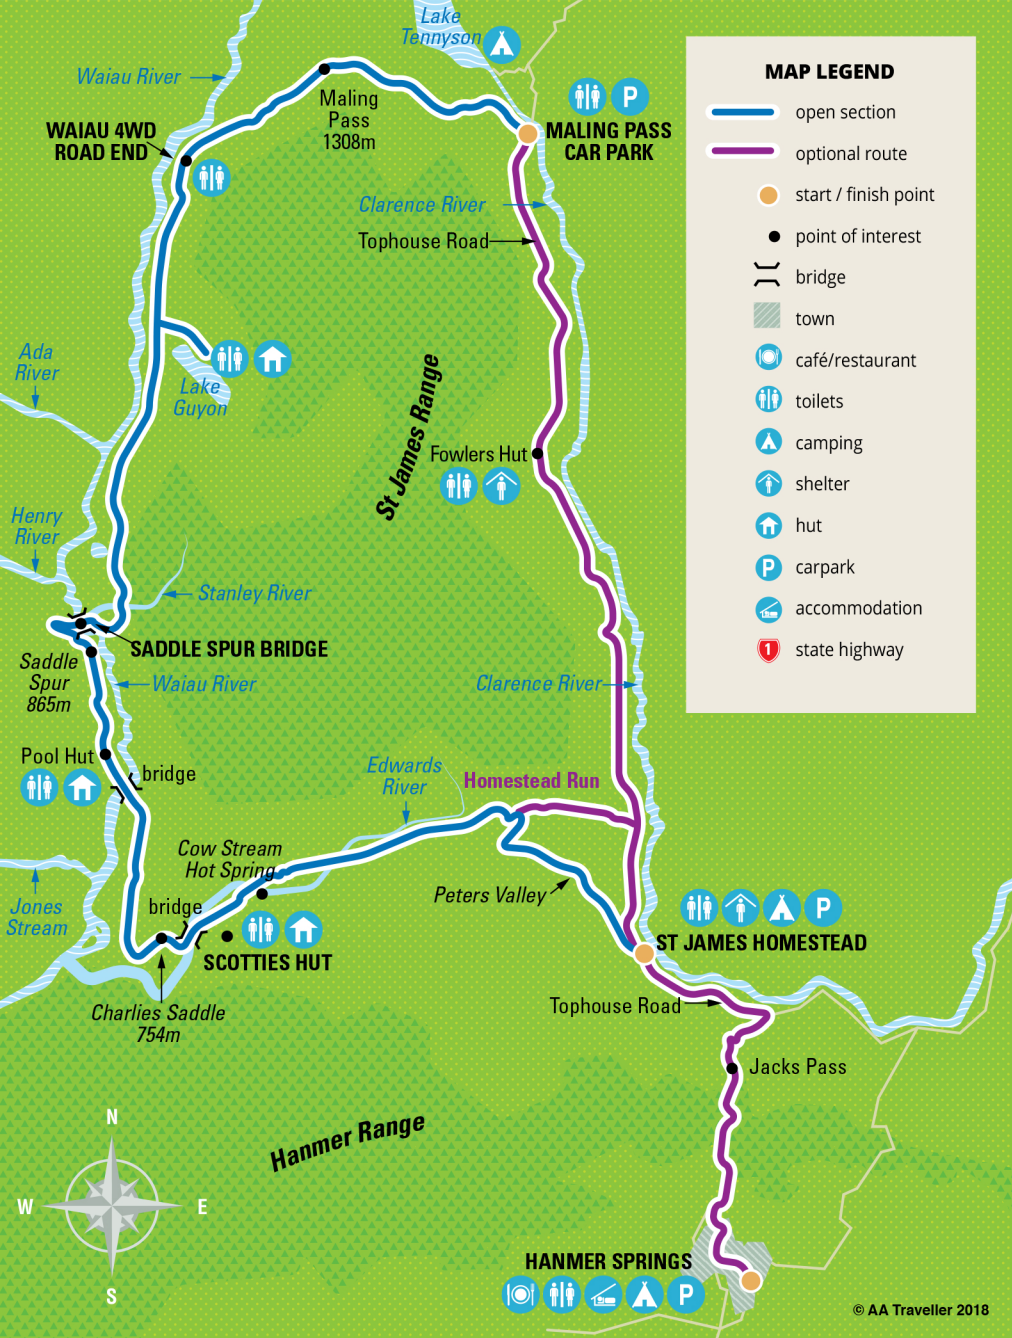 Lake
Tennyson
Waiau River
Maling
Pass
1308m
WAIAU 4WD
ROAD END
P
MALING PASS
CAR PARK
Clarence River
Tophouse Road
Ada
River
Lake
Guyon
St James Range
Fowlers Hut
Henry
River
Stanley River
SADDLE SPUR BRIDGE
Saddle
Spur
865m
Waiau River
Clarence River
Pool Hut
bridge
Edwards
River
Homestead Run
Cow Stream
Hot Spring
Peters Valley
Jones
Stream
bridge
SCOTTIES HUT
P
ST JAMES HOMESTEAD
Charlies Saddle
754m
Tophouse Road
Jacks Pass
Hanmer Range
N
W
E
S
HANMER SPRINGS
P
MAP LEGEND
open section
optional route
start / finish point
point of interest
bridge
town
café/restaurant
toilets
camping
shelter
hut
P carpark
accommodation
1 state highway
© AA Traveller 2018